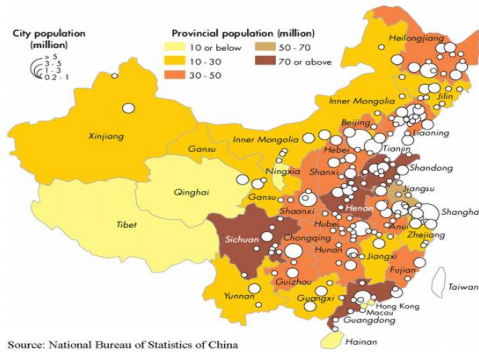 City population
(million)
> 5
3 - 5
1 - 3
0.2 - 1
Provincial population (million)
10 or below
10 - 30
30 - 50
50 - 70
70 or above
Heilongjiang
Jilin
Inner Mongolia
Liaoning
Beijing
Xinjiang
Gansu
Inner Mongolia
Hebei
Tianjin
Ningxia
Shanxi
Shandong
Qinghai
Gansu
Shaanxi
Henan
Jiangsu
Tibet
Shanghai
Hubei
Anui
Sichuan
Chongqing
Zhejiang
Hunan
Jiangxi
Guizhou
Fujian
Yunnan
Guangxi
Taiwan
Hong Kong
Macau
Guangdong
Hainan
Source: National Bureau of Statistics of China